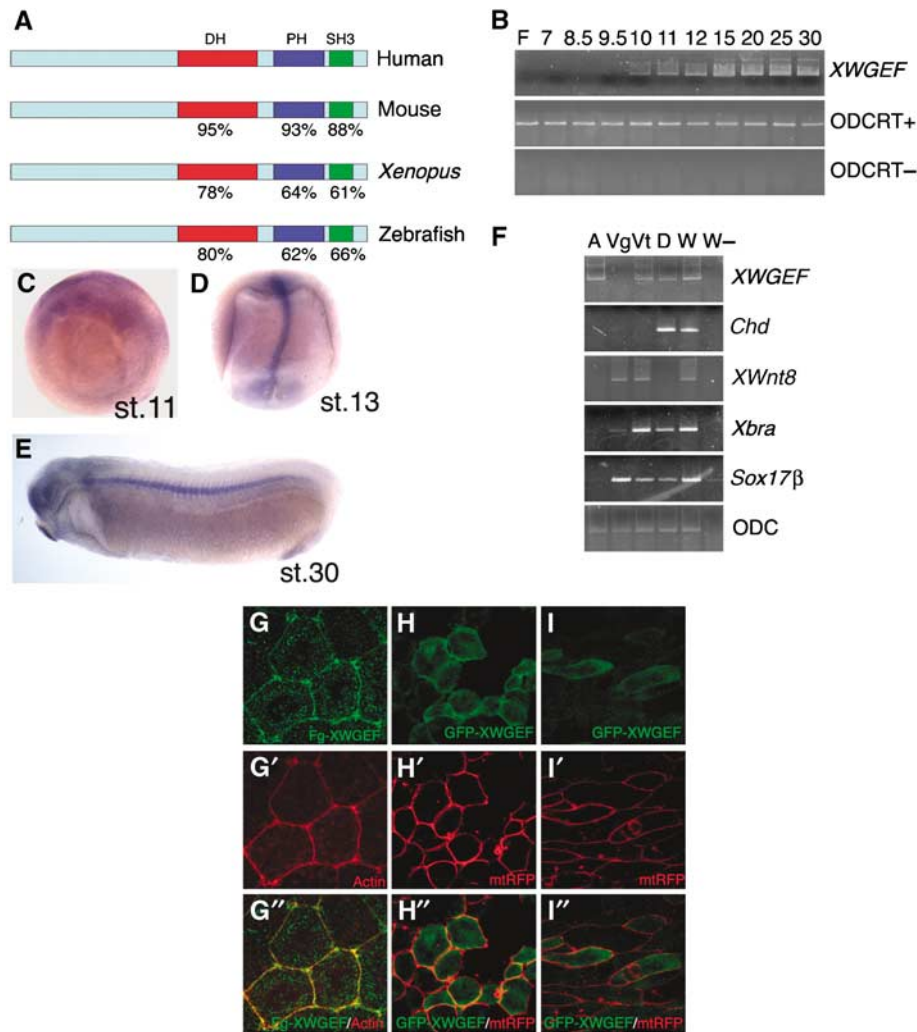 A
DH PH SH3
Human
Mouse
95% 93% 88%
Xenopus
78% 64% 61%
Zebrafish
80% 62% 66%
B
F 7 8.5 9.5 10 11 12 15 20 25 30
XWGEF
ODCRT+
ODCRT−
C
st.11
D
st.13
E
st.30
F
A Vg Vt D W W−
XWGEF
Chd
XWnt8
Xbra
Sox17β
ODC
G
Fg-XWGEF
H
GFP-XWGEF
I
GFP-XWGEF
G′
Actin
H′
mtRFP
I′
mtRFP
G″
Fg-XWGEF/Actin
H″
GFP-XWGEF/mtRFP
I″
GFP-XWGEF/mtRFP